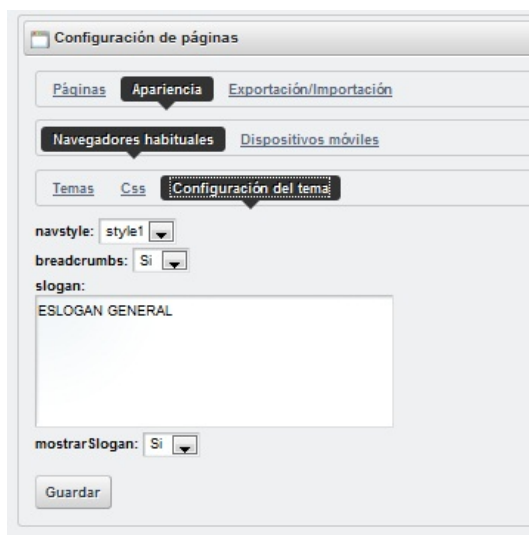 Configuración de páginas
Páginas Apariencia Exportación/Importación
Navegadores habituales Dispositivos móviles
Temas Css Configuración del tema
navstyle: style1
breadcrumbs: Si
slogan:
ESLOGAN GENERAL
mostrarSlogan: Si
Guardar